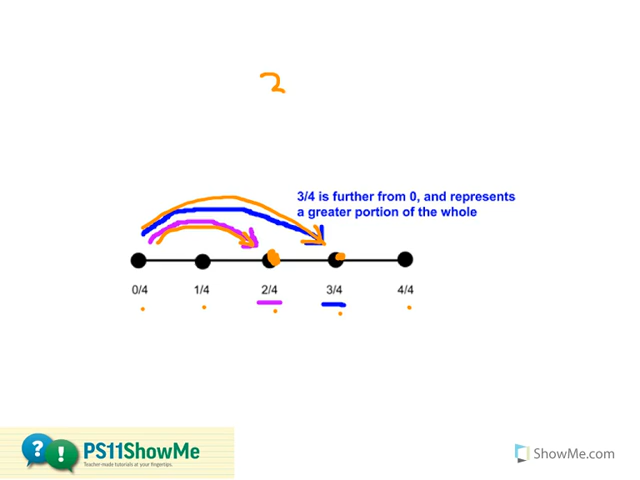 2
3/4 is further from 0, and represents
a greater portion of the whole
0/4 1/4 2/4 3/4 4/4
? !
PS11ShowMe
Teacher-made tutorials at your fingertips.
ShowMe.com